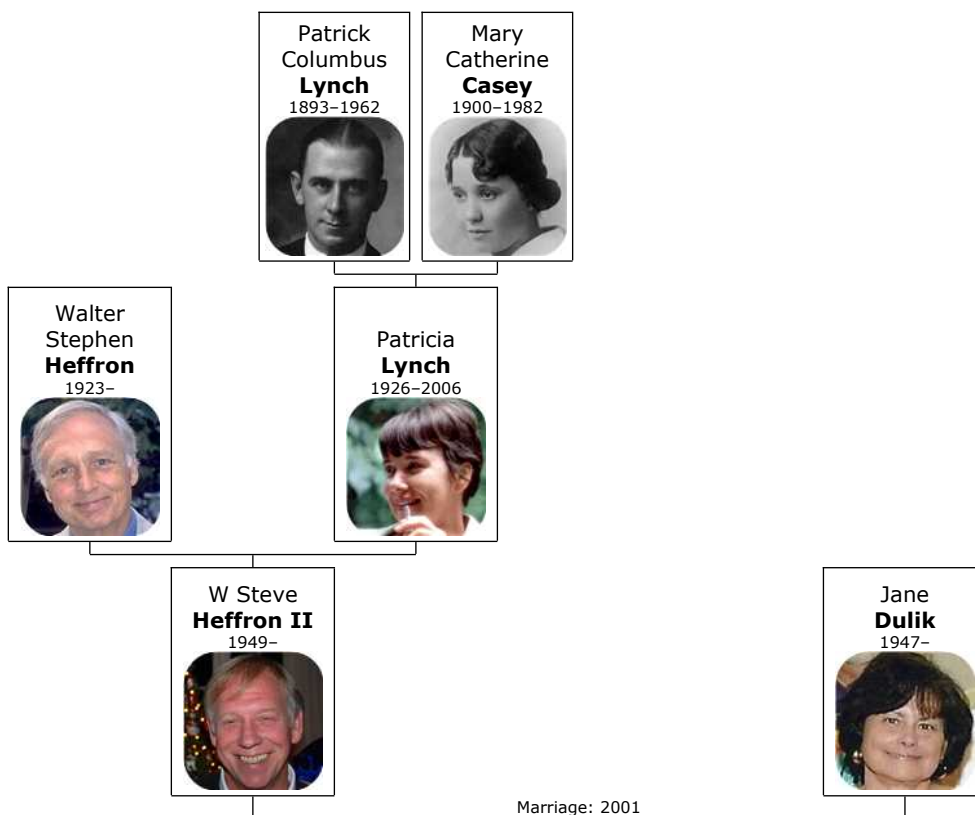 Patrick
Columbus
Lynch
1893–1962
Mary
Catherine
Casey
1900–1982
Walter
Stephen
Heffron
1923–
Patricia
Lynch
1926–2006
W Steve
Heffron II
1949–
Jane
Dulik
1947–
Marriage: 2001